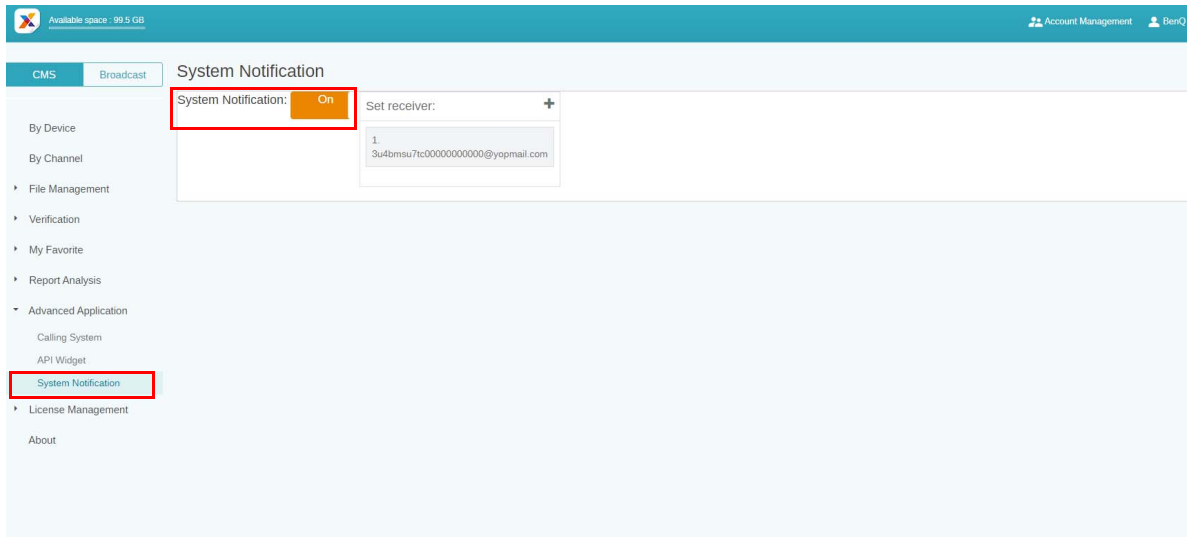 Available space : 99.5 GB
Account Management
BenQ
CMS
Broadcast
System Notification
System Notification:
On
Set receiver:
1.
3u4bmsu7tc00000000000@yopmail.com
By Device
By Channel
File Management
Verification
My Favorite
Report Analysis
Advanced Application
Calling System
API Widget
System Notification
License Management
About